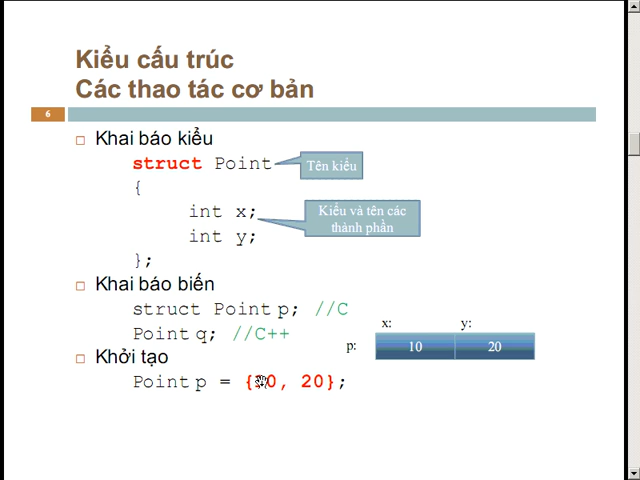 Kiểu cấu trúc
Các thao tác cơ bản
6
Khai báo kiểu
struct Point
Tên kiểu
{
int x;
Kiểu và tên các
thành phần
int y;
};
Khai báo biến
struct Point p; //C
Point q; //C++
x: y:
p: 10 20
Khởi tạo
Point p = {10, 20};